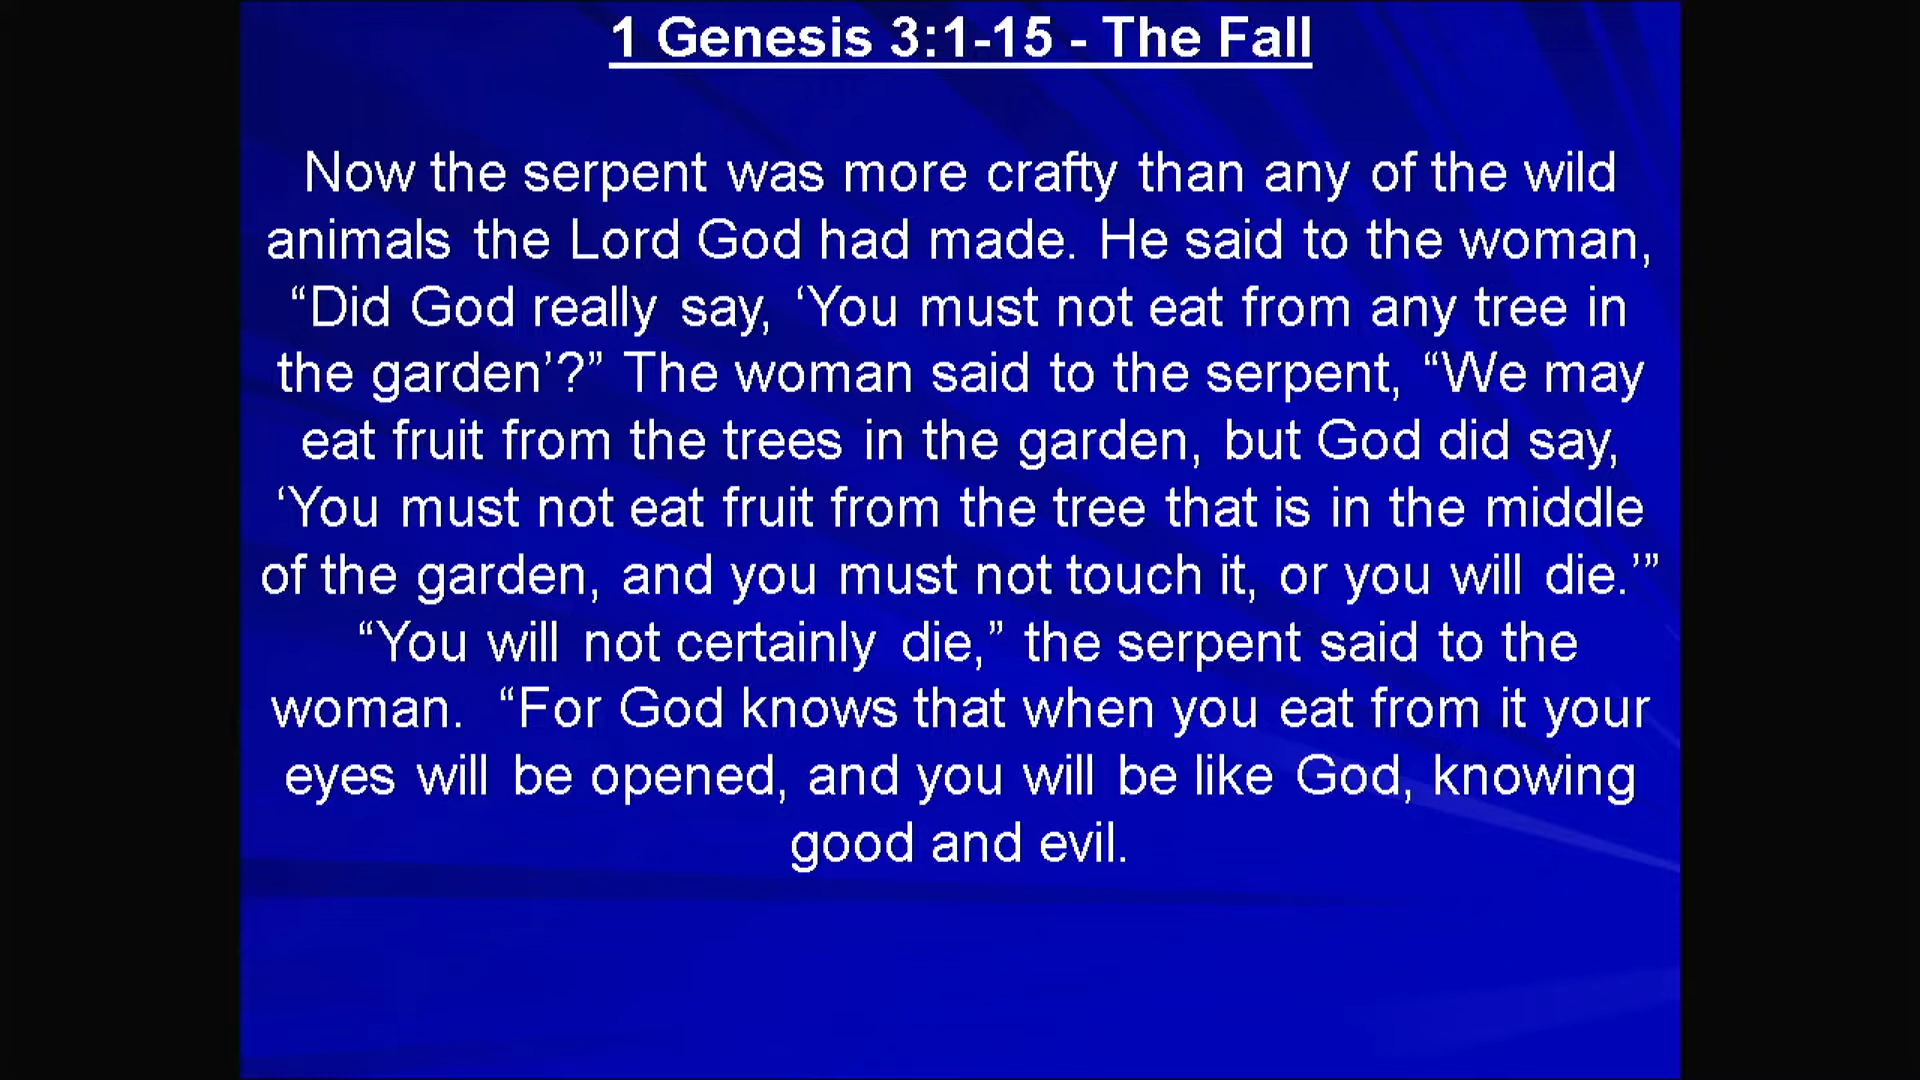 1 Genesis 3:1-15 - The Fall
Now the serpent was more crafty than any of the wild
animals the Lord God had made. He said to the woman,
“Did God really say, ‘You must not eat from any tree in
the garden’?” The woman said to the serpent, “We may
eat fruit from the trees in the garden, but God did say,
‘You must not eat fruit from the tree that is in the middle
of the garden, and you must not touch it, or you will die.’”
“You will not certainly die,” the serpent said to the
woman. “For God knows that when you eat from it your
eyes will be opened, and you will be like God, knowing
good and evil.